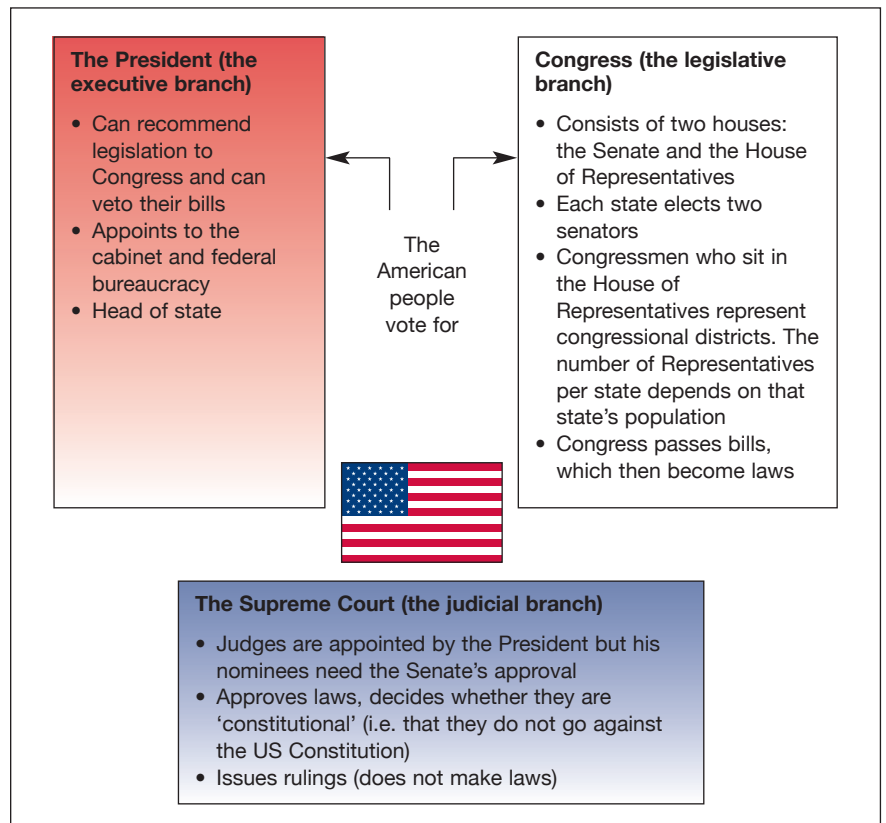 The President (the
executive branch)
• Can recommend
legislation to
Congress and can
veto their bills
• Appoints to the
cabinet and federal
bureaucracy
• Head of state
The
American
people
vote for
Congress (the legislative
branch)
• Consists of two houses:
the Senate and the House
of Representatives
• Each state elects two
senators
• Congressmen who sit in
the House of
Representatives represent
congressional districts. The
number of Representatives
per state depends on that
state’s population
• Congress passes bills,
which then become laws
The Supreme Court (the judicial branch)
• Judges are appointed by the President but his
nominees need the Senate’s approval
• Approves laws, decides whether they are
‘constitutional’ (i.e. that they do not go against
the US Constitution)
• Issues rulings (does not make laws)